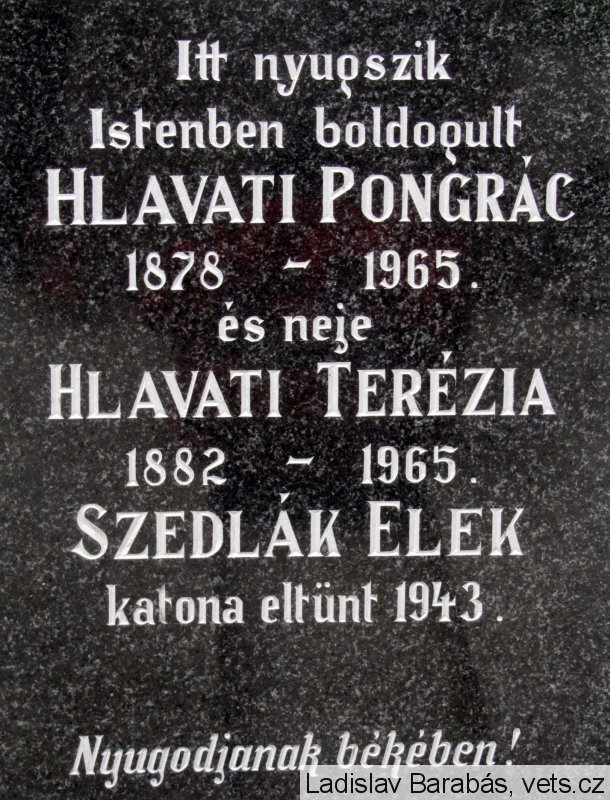 Itt nyugszik
Istenben boldogult
HLAVATI PONGRÁC
1878 - 1965.
és neje
HLAVATI TERÉZIA
1882 - 1965.
SZEDLÁK ELEK
katona eltünt 1943.
Nyugodjanak békében!
Ladislav Barabás, vets.cz